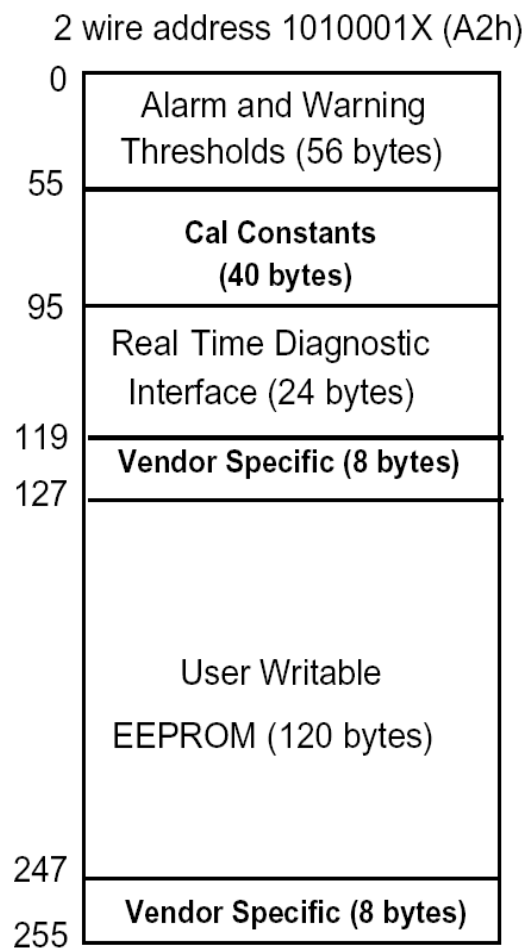 2 wire address 1010001X (A2h)
0
Alarm and Warning
Thresholds (56 bytes)
55
Cal Constants
(40 bytes)
95
Real Time Diagnostic
Interface (24 bytes)
119
Vendor Specific (8 bytes)
127
User Writable
EEPROM (120 bytes)
247
Vendor Specific (8 bytes)
255